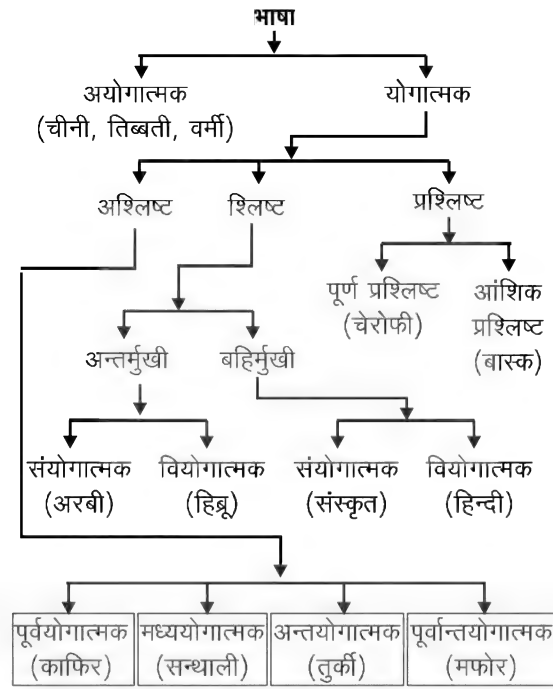 भाषा
अयोगात्मक योगात्मक
(चीनी, तिब्बती, वर्मी)
अश्लिष्ट श्लिष्ट प्रश्लिष्ट
पूर्ण प्रश्लिष्ट आंशिक
(चेरोफी) प्रश्लिष्ट
(बास्क)
अन्तर्मुखी बहिर्मुखी
संयोगात्मक वियोगात्मक संयोगात्मक वियोगात्मक
(अरबी) (हिब्रू) (संस्कृत) (हिन्दी)
पूर्वयोगात्मक मध्ययोगात्मक अन्तयोगात्मक पूर्वान्तयोगात्मक
(काफिर) (सन्थाली) (तुर्की) (मफोर)